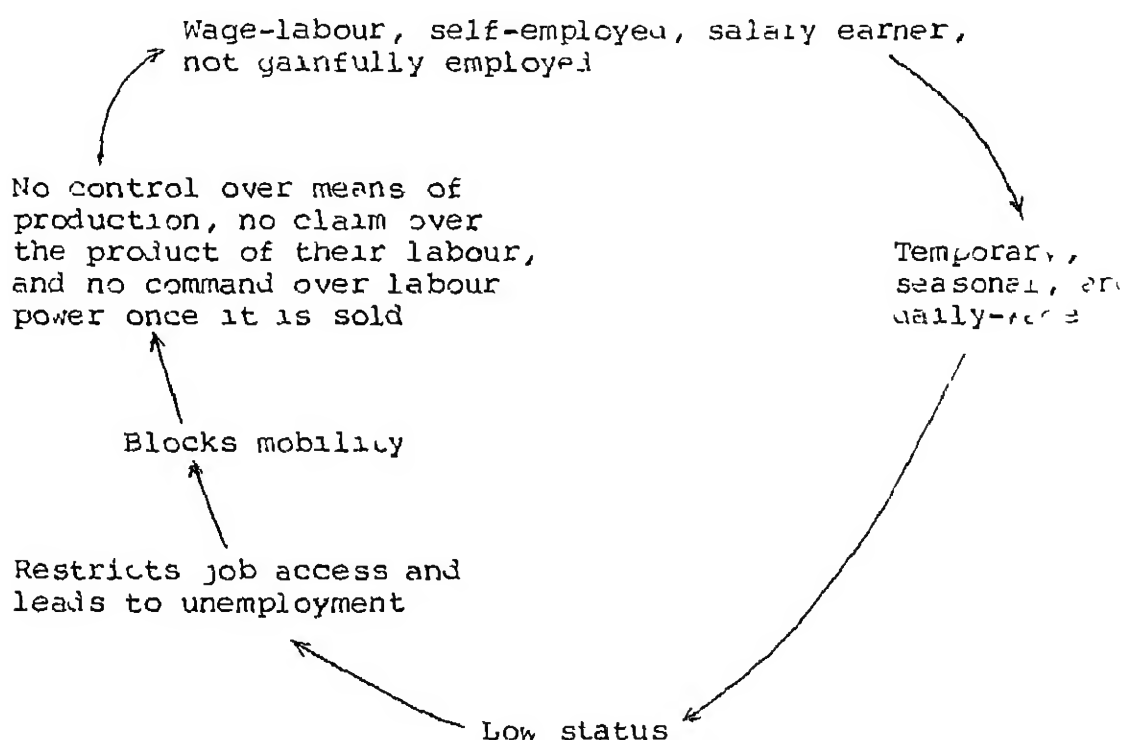 Wage-labour, self-employed, salary earner,
not gainfully employed
No control over means of
production, no claim over
the product of their labour,
and no command over labour
power once it is sold
Temporary,
seasonal,
Blocks mobility
Restricts job access and
leads to unemployment
Low status